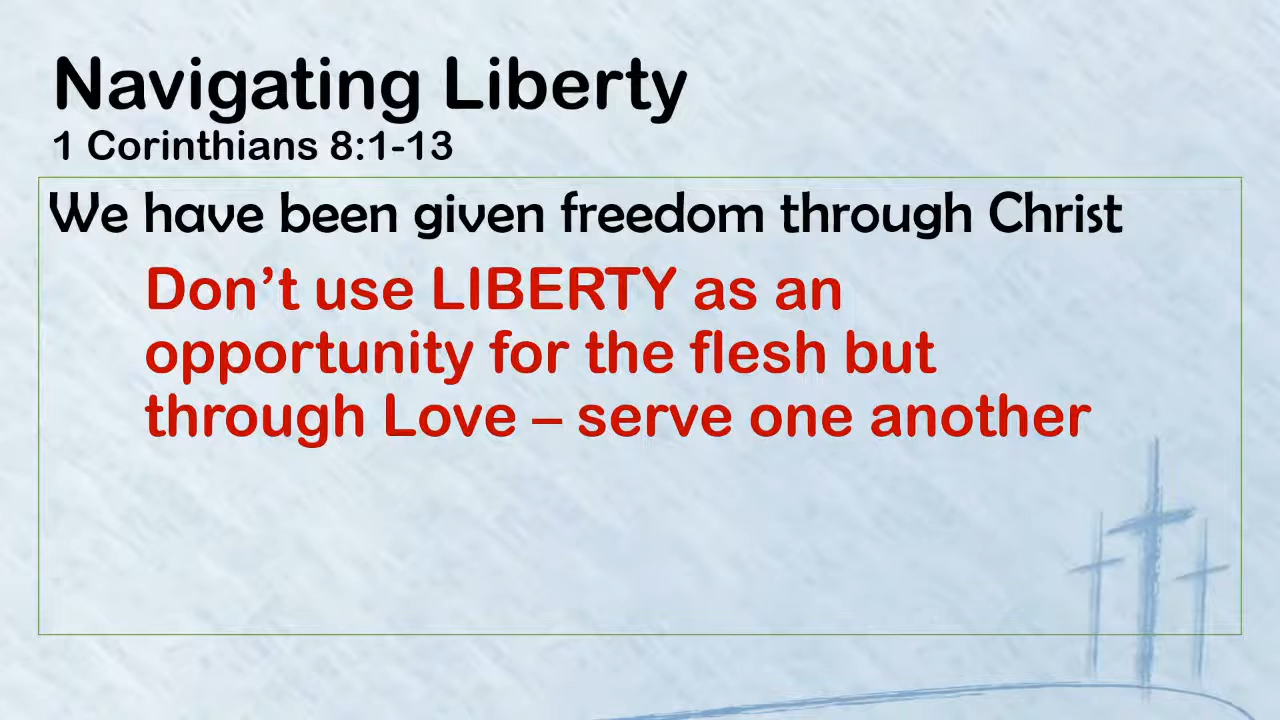 Navigating Liberty
1 Corinthians 8:1-13
We have been given freedom through Christ
Don’t use LIBERTY as an
opportunity for the flesh but
through Love – serve one another